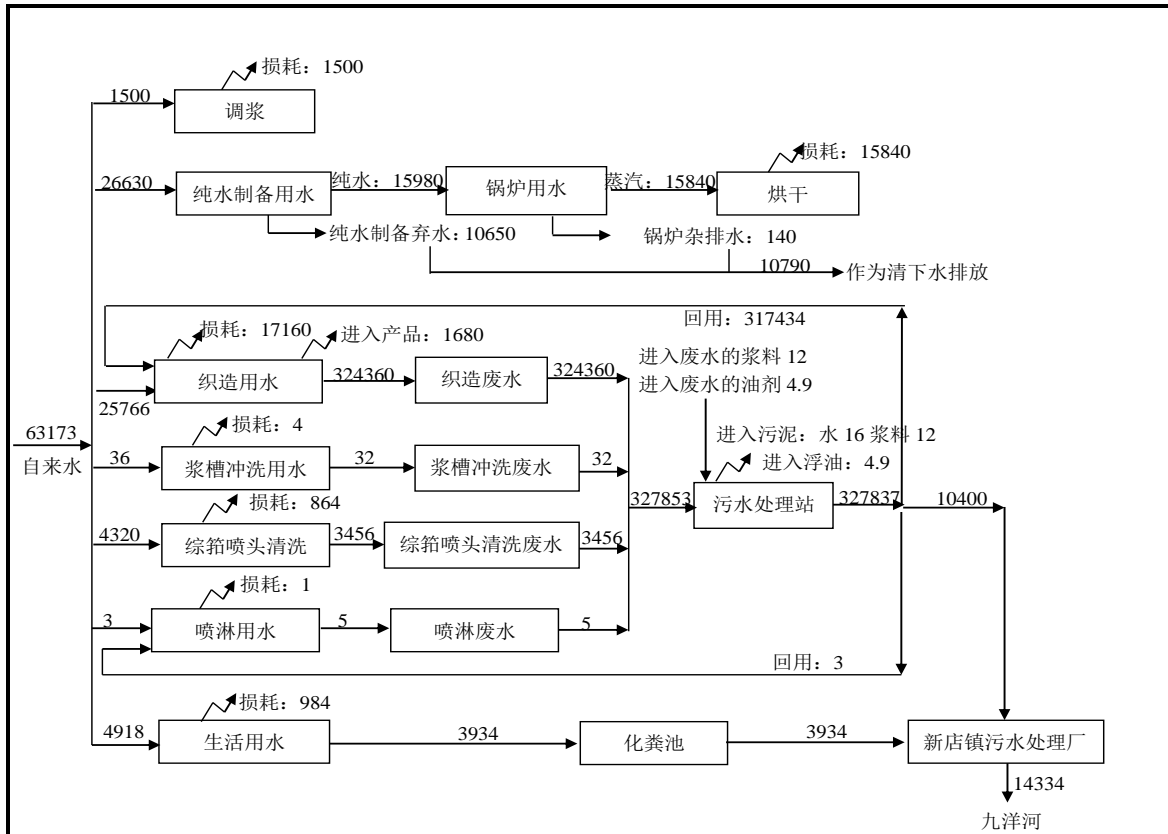 损耗：1500
1500
调浆
损耗：15840
26630
纯水制备用水
纯水：15980
锅炉用水
蒸汽：15840
烘干
纯水制备弃水：10650
锅炉杂排水：140
10790
作为清下水排放
回用：317434
损耗：17160
进入产品：1680
进入废水的浆料 12
进入废水的油剂 4.9
织造用水
324360
织造废水
324360
25766
63173
自来水
损耗：4
进入污泥：水 16 浆料 12
进入浮油：4.9
36
浆槽冲洗用水
32
浆槽冲洗废水
32
327853
污水处理站
327837
10400
损耗：864
4320
综筘喷头清洗
3456
综筘喷头清洗废水
3456
损耗：1
3
喷淋用水
5
喷淋废水
5
回用：3
损耗：984
4918
生活用水
3934
化粪池
3934
新店镇污水处理厂
14334
九洋河